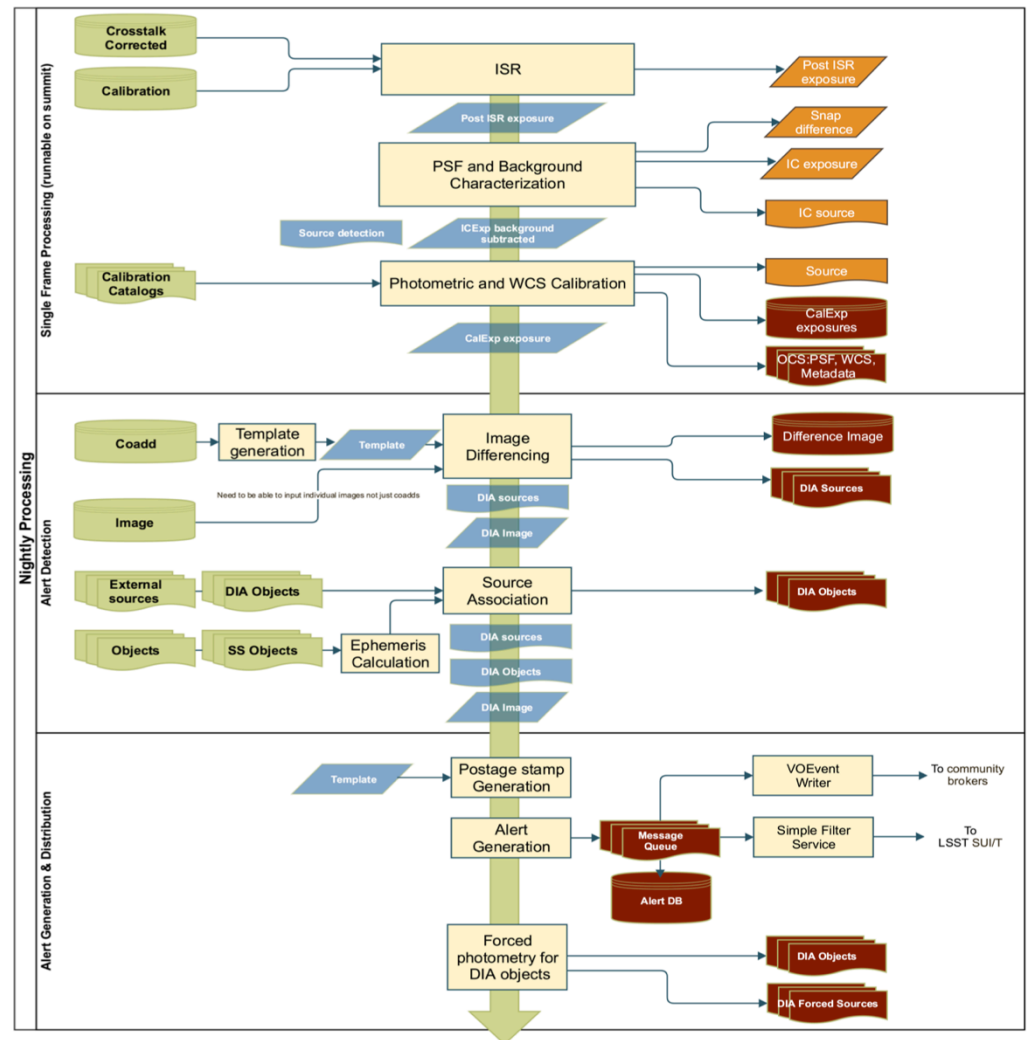 Nightly Processing
Single Frame Processing (runnable on summit)
Crosstalk
Corrected
Calibration
ISR
Post ISR
exposure
Post ISR exposure
Snap
difference
PSF and Background
Characterization
IC exposure
IC source
Source detection
ICExp background
subtracted
Calibration
Catalogs
Photometric and WCS Calibration
Source
CalExp
exposures
CalExp exposure
OCS:PSF, WCS,
Metadata
Alert Detection
Coadd
Template
generation
Template
Image
Differencing
Difference Image
Need to be able to input individual images not just coadds
DIA sources
DIA Sources
Image
DIA Image
External
sources
DIA Objects
Source
Association
DIA Objects
Objects
SS Objects
Ephemeris
Calculation
DIA sources
DIA Objects
DIA Image
Alert Generation & Distribution
Template
Postage stamp
Generation
VOEvent
Writer
To community
brokers
Alert
Generation
Message
Queue
Simple Filter
Service
To
LSST SUI/T
Alert DB
Forced
photometry for
DIA objects
DIA Objects
DIA Forced Sources